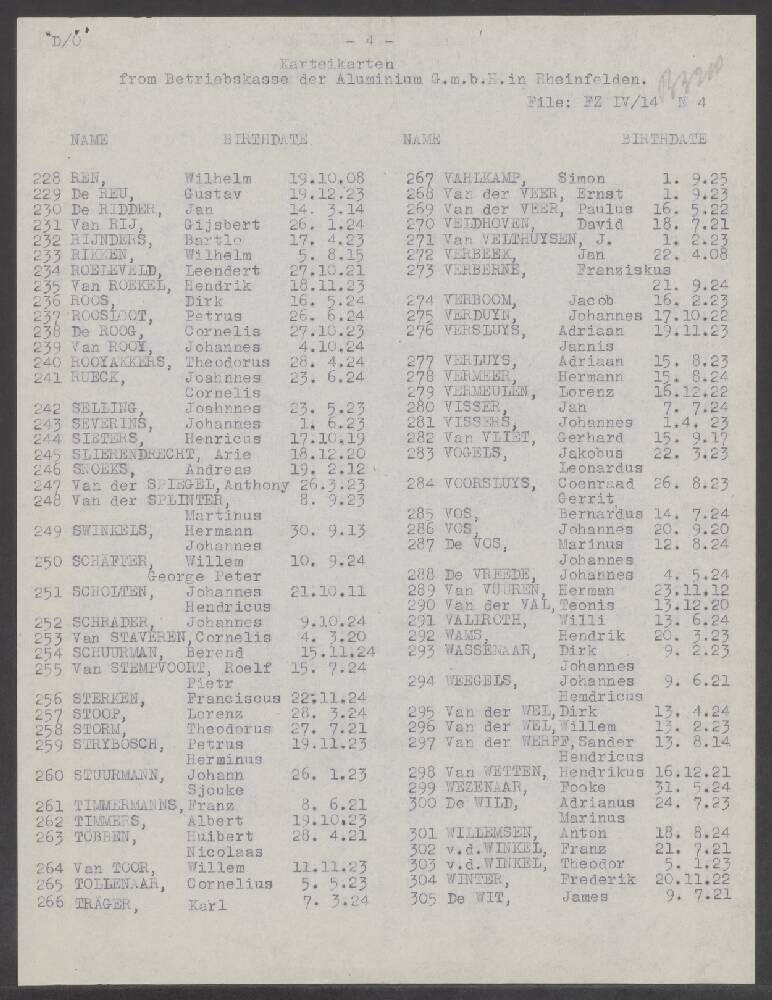 "D/Ö"
- 4 -
Karteikarten
from Betriebskasse der Aluminium G.m.b.H.in Rheinfelden.
File: FZ IV/14 N 4
NAME BIRTHDATE
228 REN, Wilhelm 19.10.08
229 De REU, Gustav 19.12.23
230 De RIDDER, Jan 14. 3.14
231 Van RIJ, Gijsbert 26. 1.24
232 RIJNDERS, Bartlo 17. 4.23
233 RIKKEN, Wilhelm 5. 8.15
234 ROELEVELD, Leendert 27.10.21
235 Van ROEKEL, Hendrik 18.11.23
236 ROOS, Dirk 16. 5.24
237 ROOSLOOT, Petrus 26. 6.24
238 De ROOG, Cornelis 27.10.23
239 Van ROOY, Johannes 4.10.24
240 ROOYAKKERS, Theodorus 28. 4.24
241 RUECK, Joahnnes 23. 6.24
Cornelis
242 SELLING, Joahnnes 23. 5.23
243 SEVERINS, Johannes 1. 6.23
244 SIETERS, Henricus 17.10.19
245 SLIERENDRECHT, Arie 18.12.20
246 SNOEKS, Andreas 19. 2.12
247 Van der SPIEGEL, Anthony 26.3.23
248 Van der SPLINTER, 8. 9.23
Martinus
249 SWINKELS, Hermann 30. 9.13
Johannes
250 SCHÄFFER, Willem 10. 9.24
George Peter
251 SCHOLTEN, Johannes 21.10.11
Hendricus
252 SCHRADER, Johannes 9.10.24
253 Van STAVEREN, Cornelis 4. 3.20
254 SCHUURMAN, Berend 15.11.24
255 Van STEMPVOORT, Roelf 15. 7.24
Pietr
256 STERKEN, Franciscus 22.11.24
257 STOOP, Lorenz 28. 3.24
258 STORM, Theodorus 27. 7.21
259 STRYBOSCH, Petrus 19.11.23
Herminus
260 STUURMANN, Johann 26. 1.23
Sjouke
261 TIMMERMANNS, Franz 8. 6.21
262 TIMMERS, Albert 19.10.23
263 TOBBEN, Huibert 28. 4.21
Nicolaas
264 Van TOOR, Willem 11.11.23
265 TOLLENAAR, Cornelius 5. 5.23
266 TRÄGER, Karl 7. 3.24
NAME BIRTHDATE
267 VAHLKAMP, Simon 1. 9.25
268 Van der VEER, Ernst 1. 9.23
269 Van der VEER, Paulus 16. 5.22
270 VELDHOVEN, David 18. 7.21
271 Van VELTHUYSEN, J. 1. 2.23
272 VERBEEK, Jan 22. 4.08
273 VERBERNE, Franziskus
21. 9.24
274 VERBOOM, Jacob 16. 2.23
275 VERDUYN, Johannes 17.10.22
276 VERSLUYS, Adriaan 19.11.23
Jannis
277 VERLUYS, Adriaan 15. 8.23
278 VERMEER, Hermann 15. 8.24
279 VERMEULEN, Lorenz 16.12.22
280 VISSER, Jan 7. 7.24
281 VISSERS, Johannes 1.4. 23
282 Van VLIET, Gerhard 15. 9.17
283 VOGELS, Jakobus 22. 3.23
Leonardus
284 VOORSLUYS, Coenraad 26. 8.23
Gerrit
285 VOS, Bernardus 14. 7.24
286 VOS, Johannes 20. 9.20
287 De VOS, Marinus 12. 8.24
Johannes
288 De VREEDE, Johannes 4. 5.24
289 Van VUUREN, Herman 23.11.12
290 Van der VAL, Teonis 13.12.20
291 VALIROTH, Willi 13. 6.24
292 WAMS, Hendrik 20. 3.23
293 WASSENAAR, Dirk 9. 2.23
Johannes
294 WEEGELS, Johannes 9. 6.21
Hemdricus
295 Van der WEL, Dirk 13. 4.24
296 Van der WEL, Willem 13. 2.23
297 Van der WERFF, Sander 13. 8.14
Hendricus
298 Van WETTEN, Hendrikus 16.12.21
299 WEZENAAR, Fooke 31. 5.24
300 De WILD, Adrianus 24. 7.23
Marinus
301 WILLEMSEN, Anton 18. 8.24
302 v.d.WINKEL, Franz 21. 7.21
303 v.d.WINKEL, Theodor 5. 1.23
304 WINTER, Frederik 20.11.22
305 De WIT, James 9. 7.21